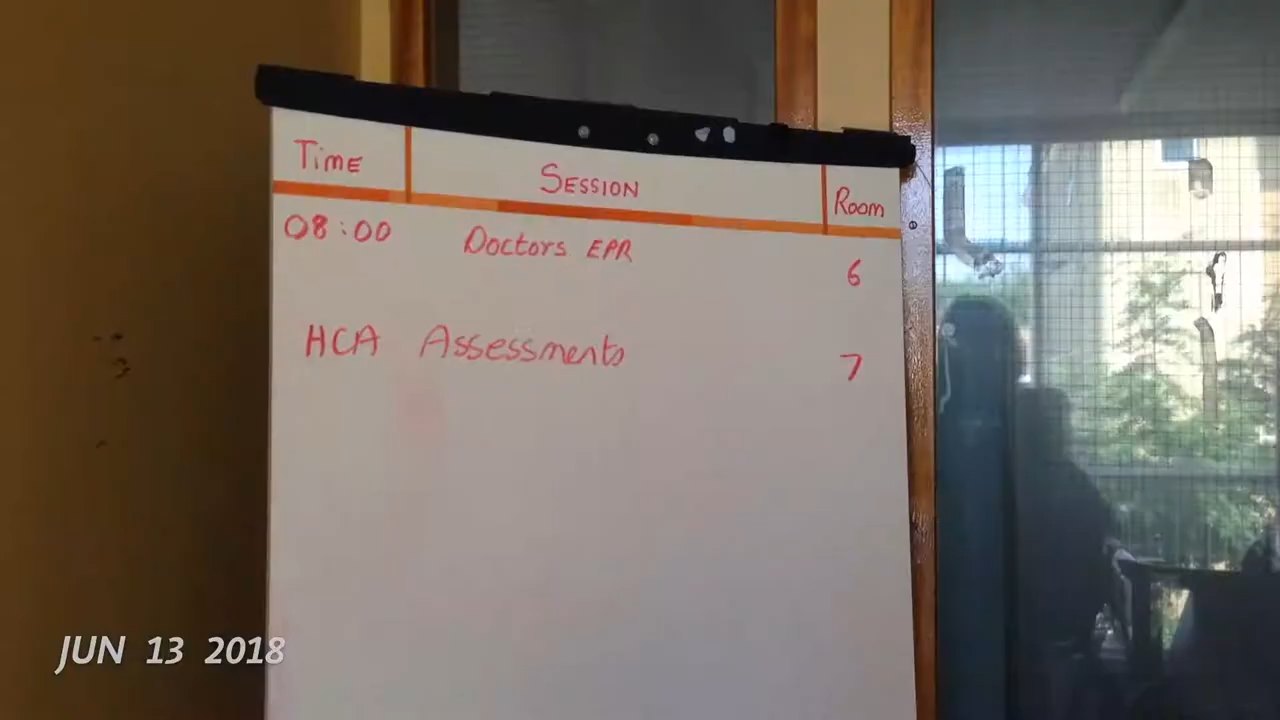 Time SESSION Room
08:00 Doctors EPR 6
HCA Assessments 7
JUN 13 2018